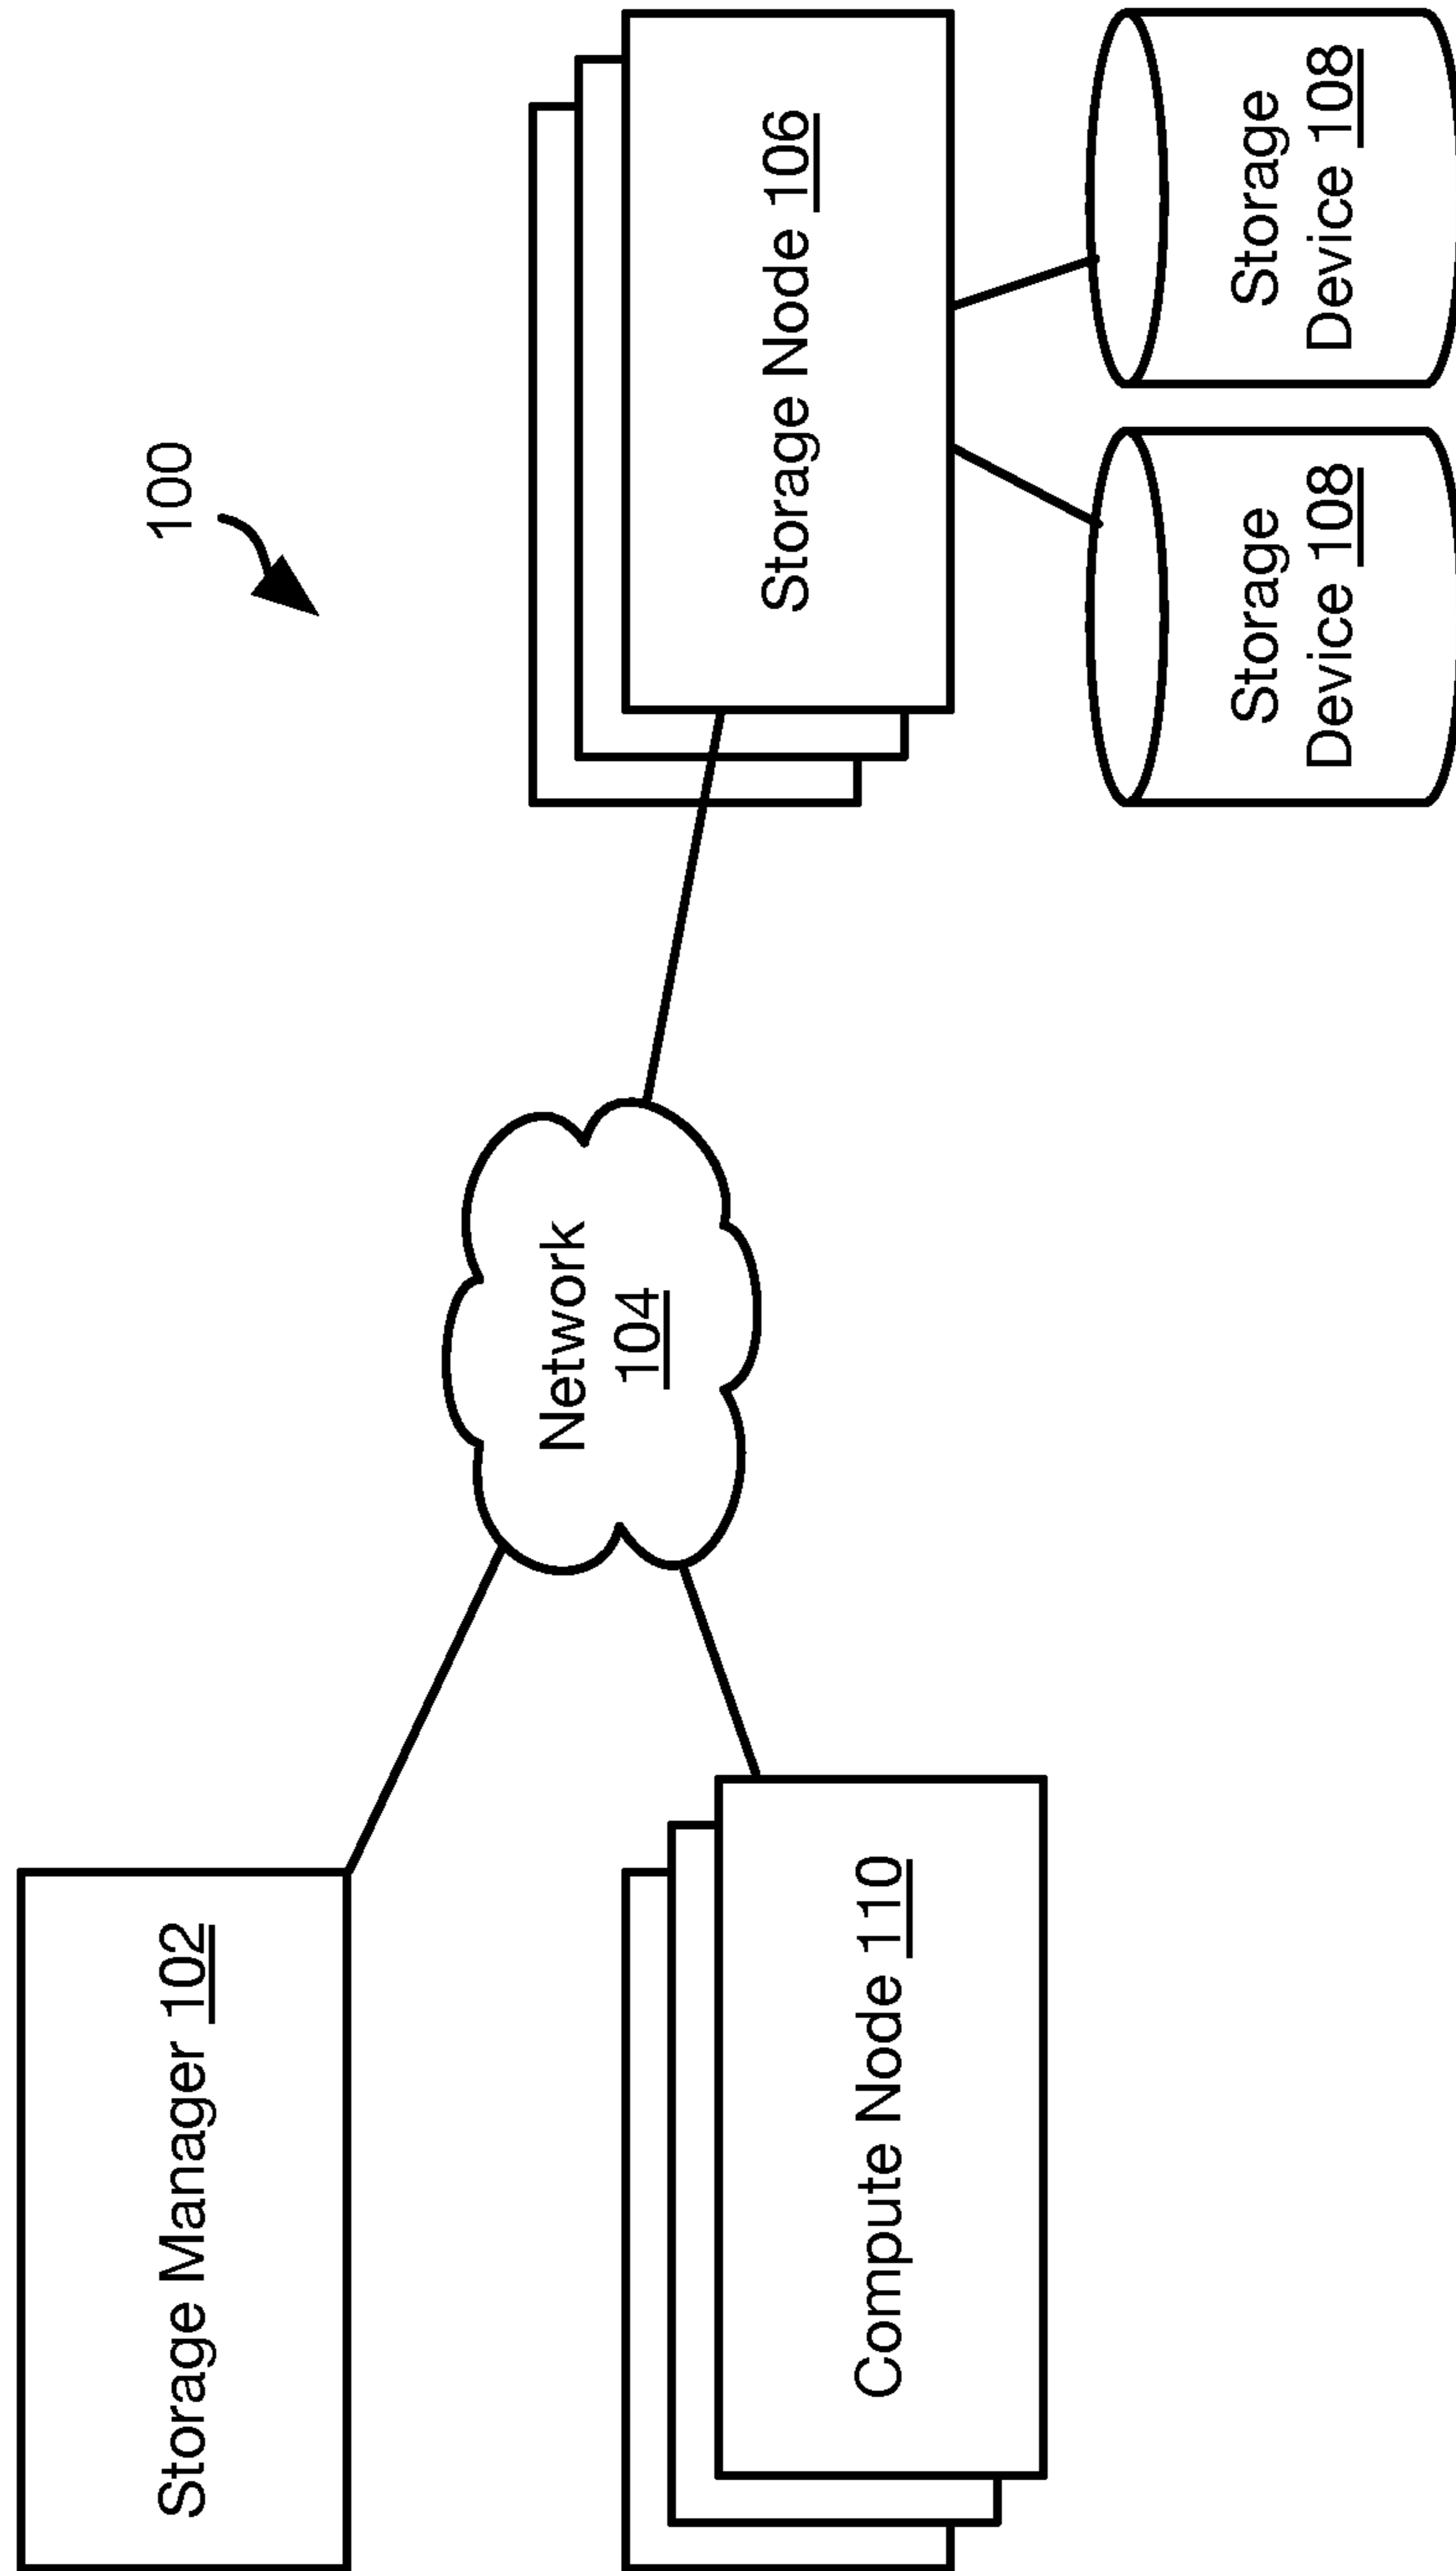 100
Storage Manager 102
Network
104
Storage Node 106
Compute Node 110
Storage
Device 108
Storage
Device 108